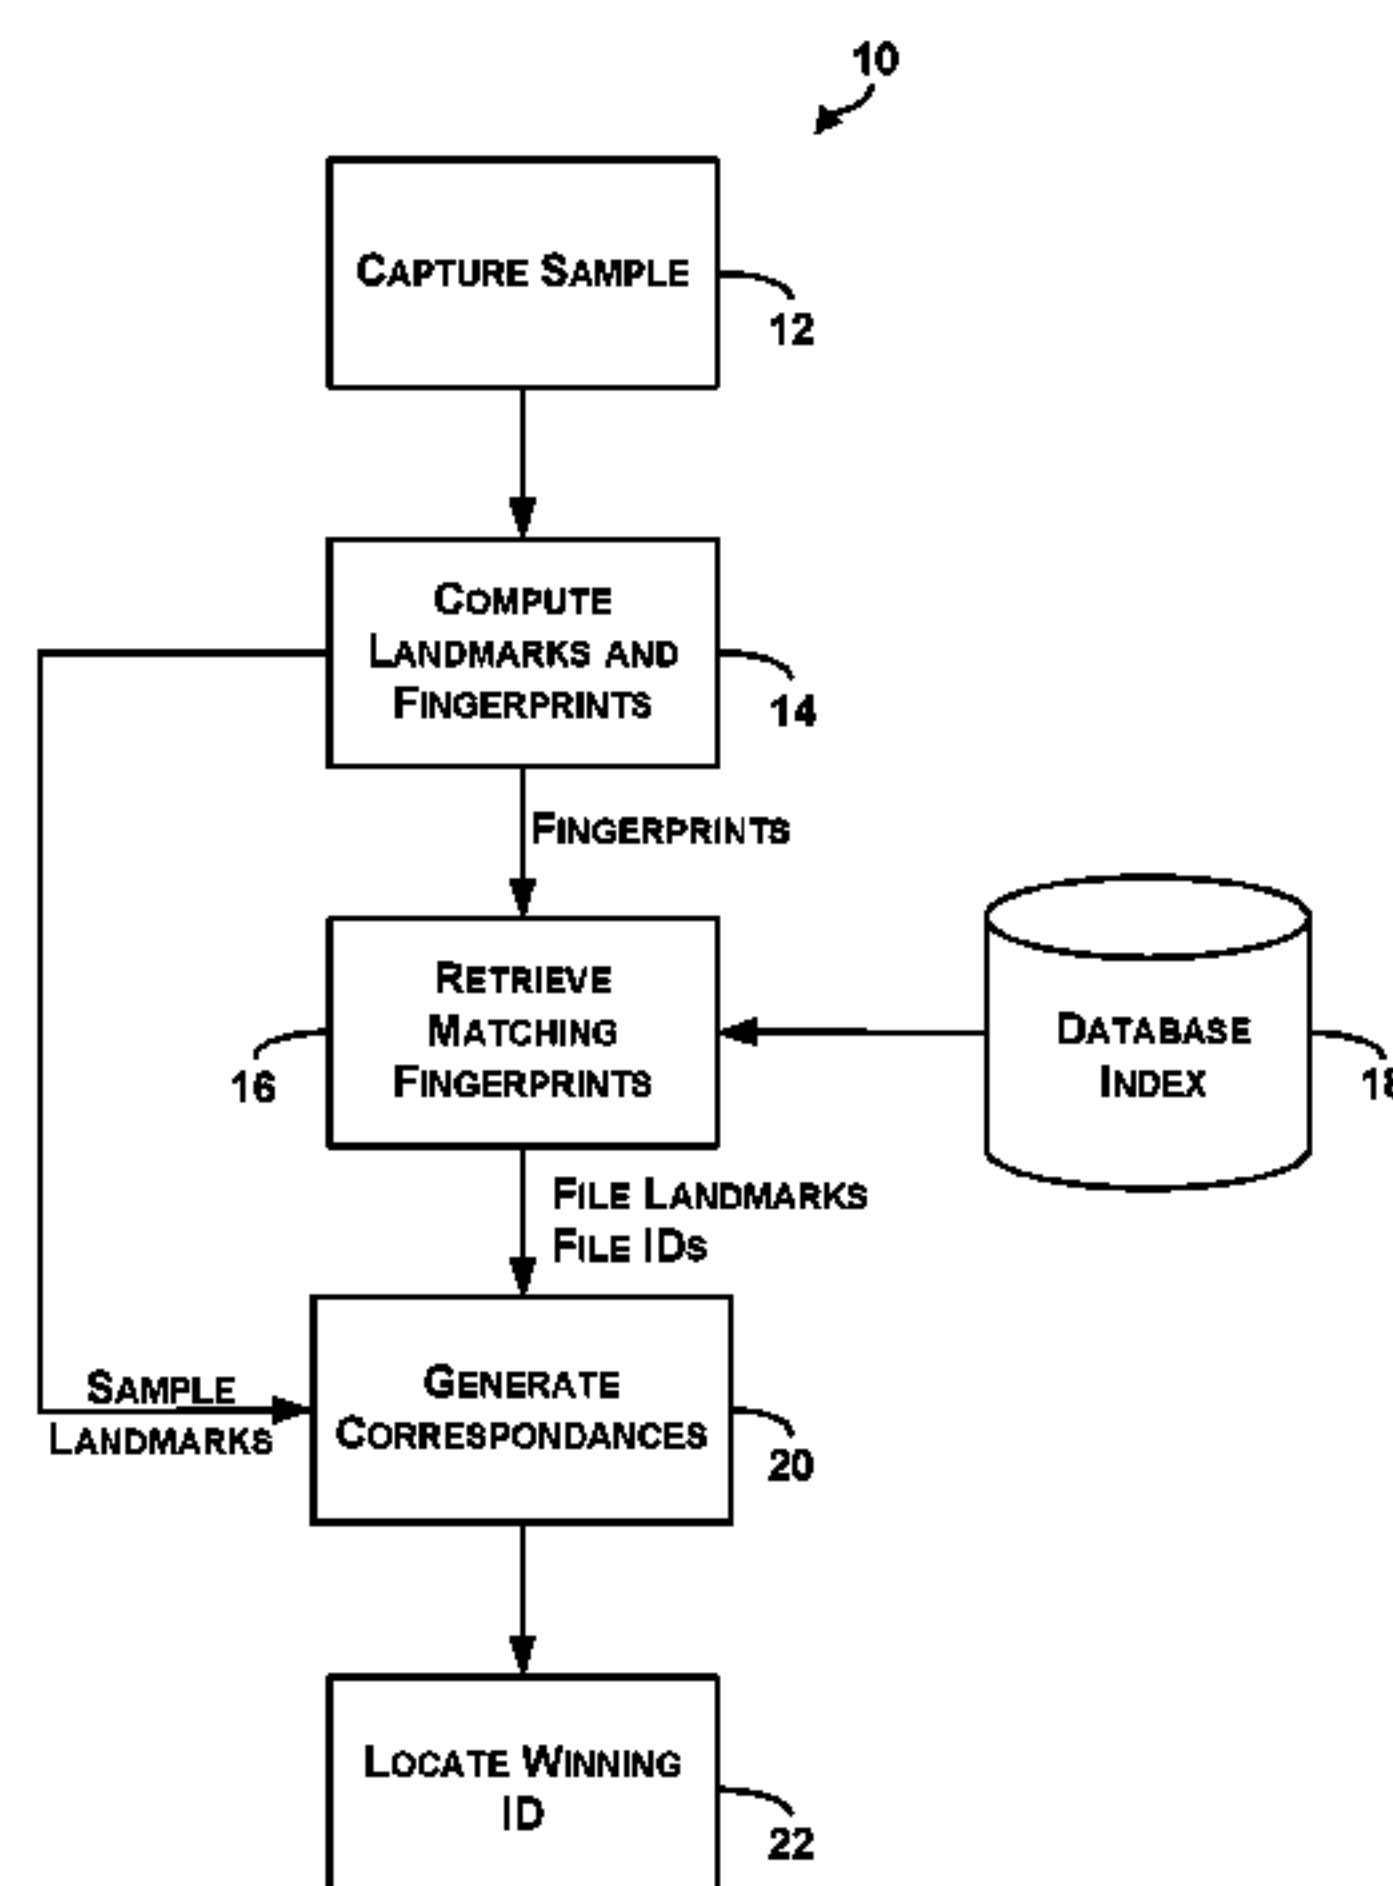 10
CAPTURE SAMPLE
12
COMPUTE
LANDMARKS AND
FINGERPRINTS
14
FINGERPRINTS
RETRIEVE
MATCHING
FINGERPRINTS
16
DATABASE
INDEX
18
FILE LANDMARKS
FILE IDS
SAMPLE
LANDMARKS
GENERATE
CORRESPONDANCES
20
LOCATE WINNING
ID
22